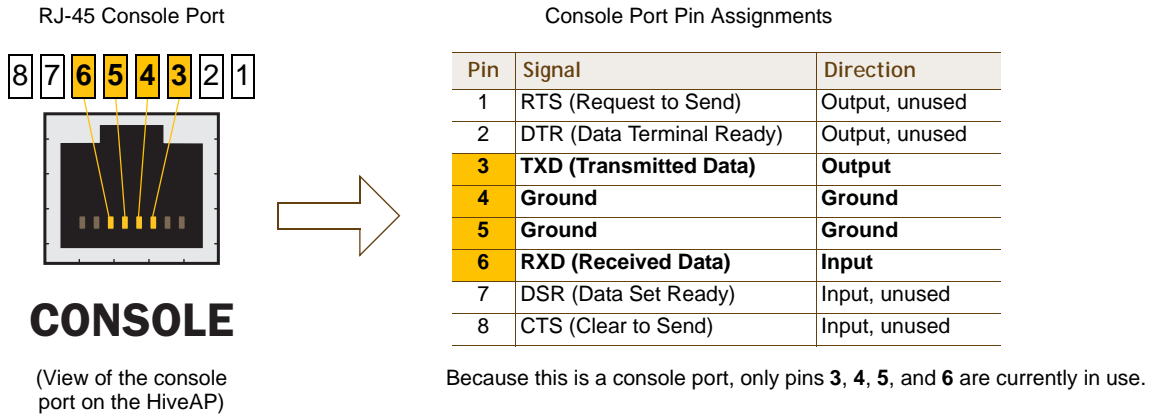 RJ-45 Console Port
8 7 6 5 4 3 2 1
CONSOLE
(View of the console
port on the HiveAP)
Console Port Pin Assignments
Pin Signal Direction
1 RTS (Request to Send) Output, unused
2 DTR (Data Terminal Ready) Output, unused
3 TXD (Transmitted Data) Output
4 Ground Ground
5 Ground Ground
6 RXD (Received Data) Input
7 DSR (Data Set Ready) Input, unused
8 CTS (Clear to Send) Input, unused
Because this is a console port, only pins 3, 4, 5, and 6 are currently in use.